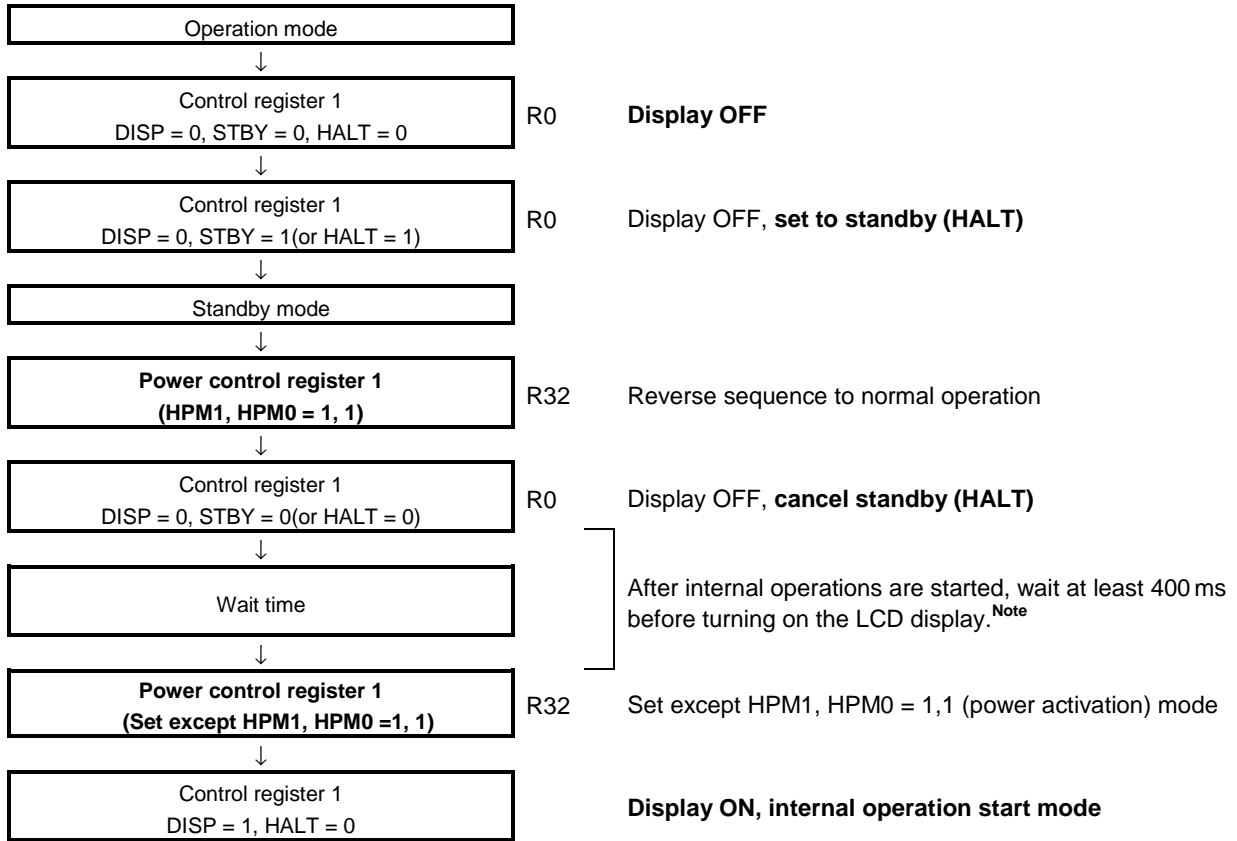 Operation mode
↓
Control register 1
DISP = 0, STBY = 0, HALT = 0
R0
Display OFF
↓
Control register 1
DISP = 0, STBY = 1(or HALT = 1)
R0
Display OFF, set to standby (HALT)
↓
Standby mode
↓
Power control register 1
(HPM1, HPM0 = 1, 1)
R32
Reverse sequence to normal operation
↓
Control register 1
DISP = 0, STBY = 0(or HALT = 0)
R0
Display OFF, cancel standby (HALT)
↓
Wait time
After internal operations are started, wait at least 400 ms
before turning on the LCD display.Note
↓
Power control register 1
(Set except HPM1, HPM0 =1, 1)
R32
Set except HPM1, HPM0 = 1,1 (power activation) mode
↓
Control register 1
DISP = 1, HALT = 0
Display ON, internal operation start mode